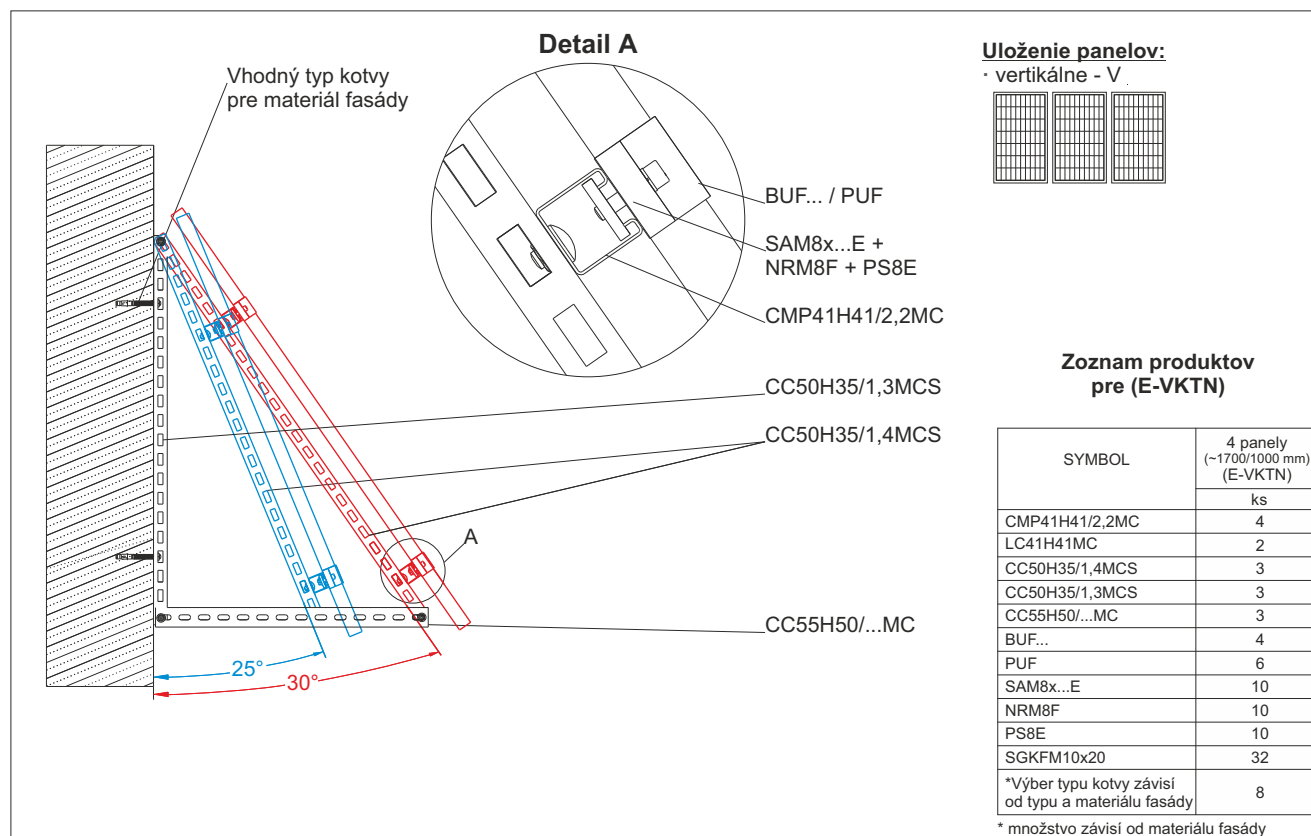 Detail A
Vhodný typ kotvy
pre materiál fasády
Uloženie panelov:
· vertikálne - V
BUF... / PUF
SAM8x...E +
NRM8F + PS8E
CMP41H41/2,2MC
CC50H35/1,3MCS
CC50H35/1,4MCS
A
CC55H50/...MC
25°
30°
Zoznam produktov
pre (E-VKTN)
SYMBOL
4 panely
(~1700/1000 mm)
(E-VKTN)
ks
CMP41H41/2,2MC 4
LC41H41MC 2
CC50H35/1,4MCS 3
CC50H35/1,3MCS 3
CC55H50/...MC 3
BUF... 4
PUF 6
SAM8x...E 10
NRM8F 10
PS8E 10
SGKFM10x20 32
*Výber typu kotvy závisí
od typu a materiálu fasády 8
* množstvo závisí od materiálu fasády